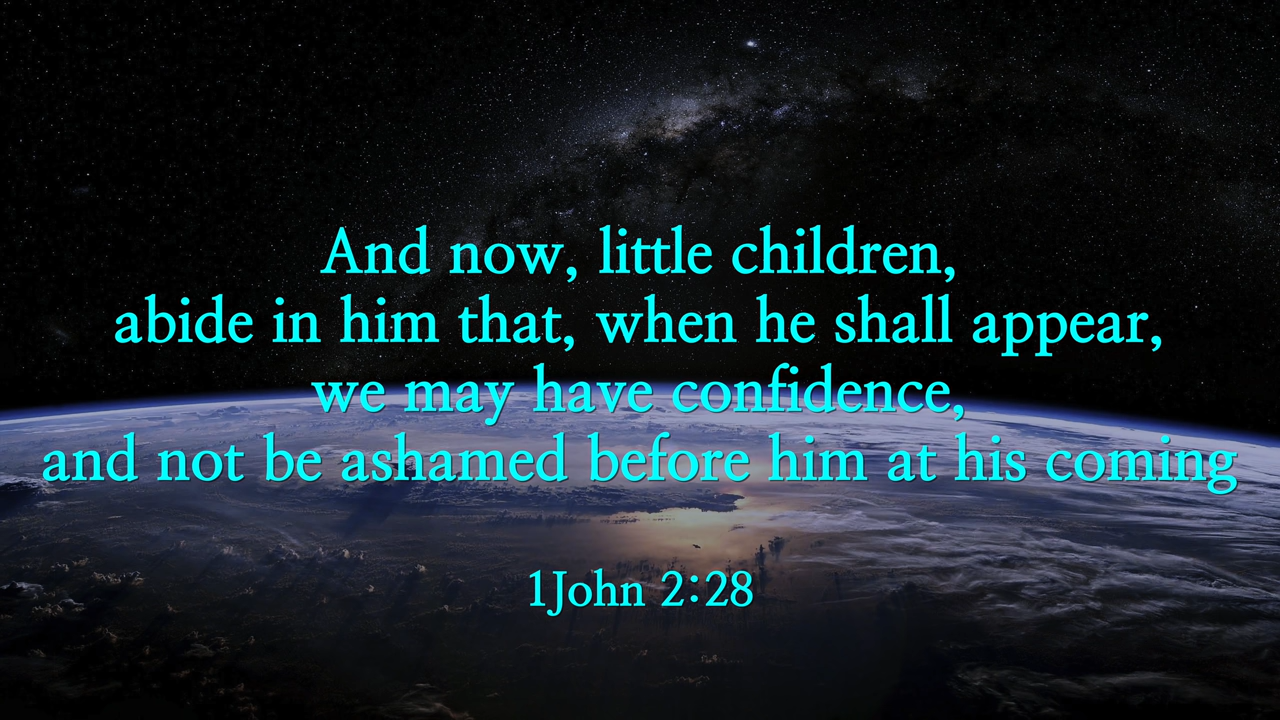 And now, little children,
abide in him that, when he shall appear,
we may have confidence,
and not be ashamed before him at his coming
1John 2:28